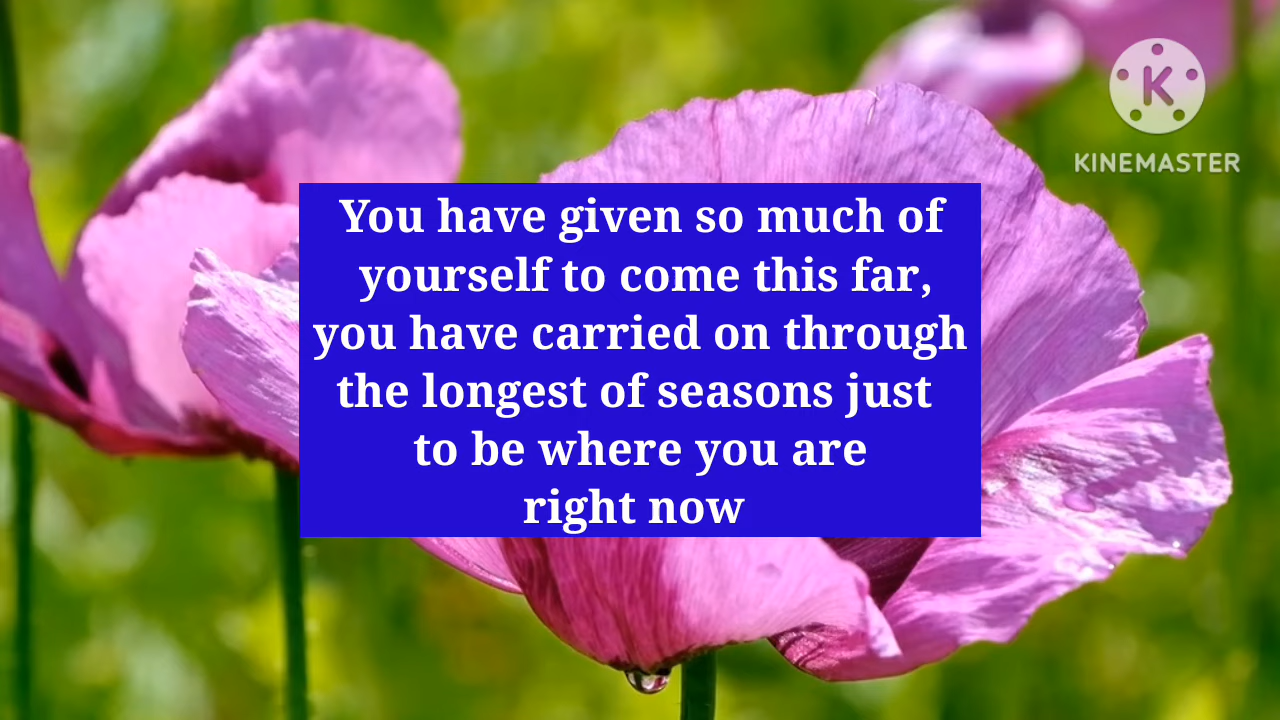 K
KINEMASTER
You have given so much of
yourself to come this far,
you have carried on through
the longest of seasons just
to be where you are
right now